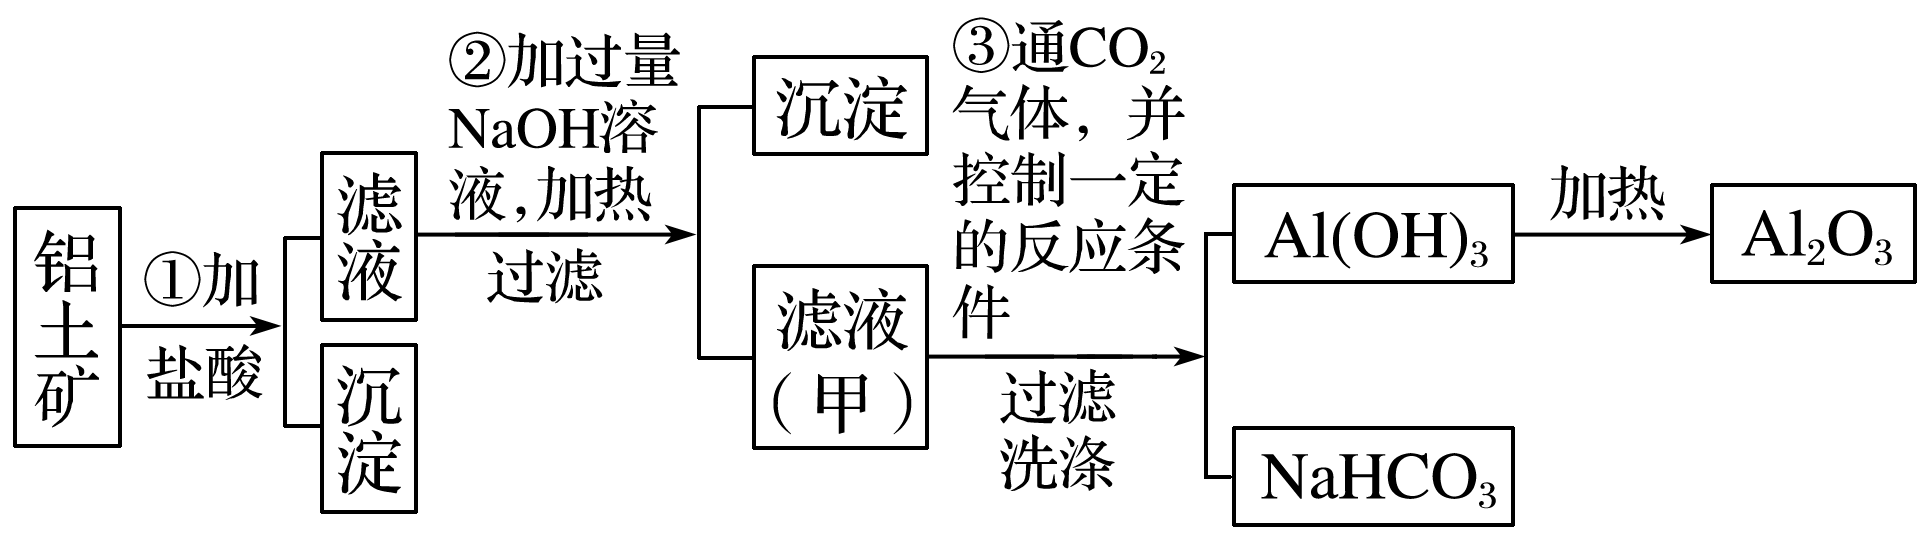 铝土矿
①加
盐酸
滤液
沉淀
②加过量
NaOH溶
液,加热
过滤
沉淀
滤液
(甲)
③通CO₂
气体，并
控制一定
的反应条
件
过滤
洗涤
Al(OH)₃
NaHCO₃
加热
Al₂O₃